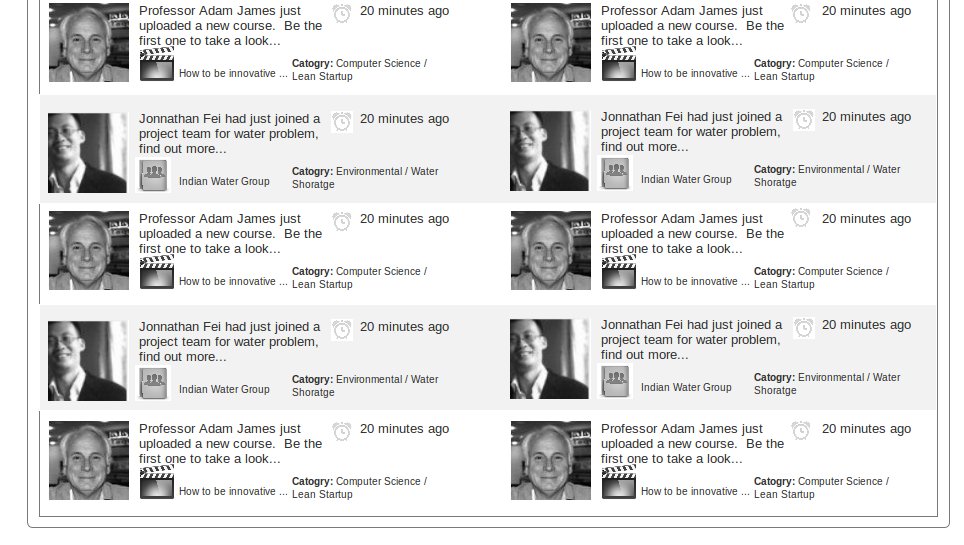 Professor Adam James just
uploaded a new course.  Be the
first one to take a look...
20 minutes ago
How to be innovative ...
Catogry: Computer Science /
Lean Startup
Professor Adam James just
uploaded a new course.  Be the
first one to take a look...
20 minutes ago
How to be innovative ...
Catogry: Computer Science /
Lean Startup
Jonnathan Fei had just joined a
project team for water problem,
find out more...
20 minutes ago
Indian Water Group
Catogry: Environmental / Water
Shoratge
Jonnathan Fei had just joined a
project team for water problem,
find out more...
20 minutes ago
Indian Water Group
Catogry: Environmental / Water
Shoratge
Professor Adam James just
uploaded a new course.  Be the
first one to take a look...
20 minutes ago
How to be innovative ...
Catogry: Computer Science /
Lean Startup
Professor Adam James just
uploaded a new course.  Be the
first one to take a look...
20 minutes ago
How to be innovative ...
Catogry: Computer Science /
Lean Startup
Jonnathan Fei had just joined a
project team for water problem,
find out more...
20 minutes ago
Indian Water Group
Catogry: Environmental / Water
Shoratge
Jonnathan Fei had just joined a
project team for water problem,
find out more...
20 minutes ago
Indian Water Group
Catogry: Environmental / Water
Shoratge
Professor Adam James just
uploaded a new course.  Be the
first one to take a look...
20 minutes ago
How to be innovative ...
Catogry: Computer Science /
Lean Startup
Professor Adam James just
uploaded a new course.  Be the
first one to take a look...
20 minutes ago
How to be innovative ...
Catogry: Computer Science /
Lean Startup